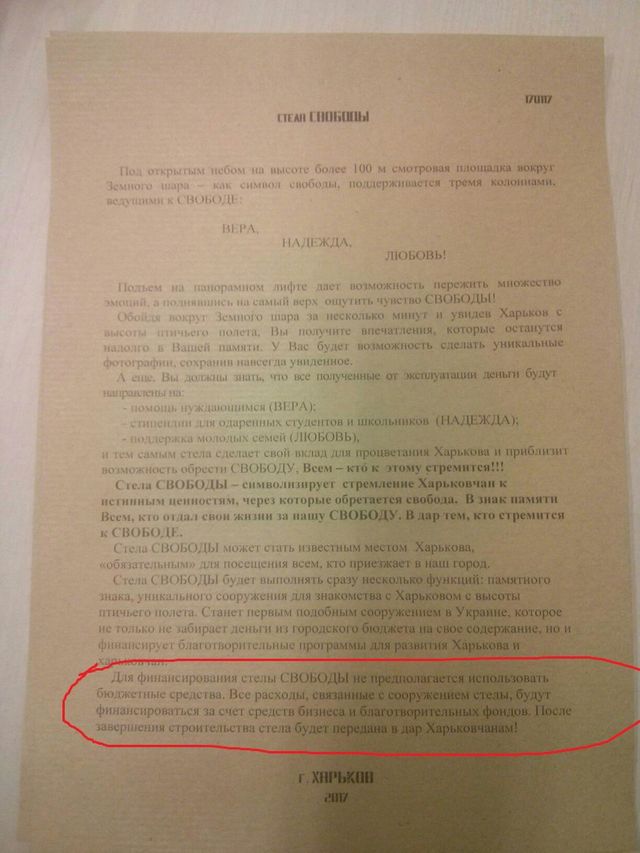 170117
СТЕЛА СВОБОДЫ
Под открытым небом на высоте более 100 м смотровая площадка вокруг
Земного шара – как символ свободы, поддерживается тремя колоннами,
ведущими к СВОБОДЕ:
ВЕРА,
НАДЕЖДА,
ЛЮБОВЬ!
Подъем на панорамном лифте дает возможность пережить множество
эмоций, а поднявшись на самый верх ощутить чувство СВОБОДЫ!
Обойдя вокруг Земного шара за несколько минут и увидев Харьков с
высоты птичьего полета, Вы получите впечатления, которые останутся
надолго в Вашей памяти. У Вас будет возможность сделать уникальные
фотографии, сохранив навсегда увиденное.
А еще, Вы должны знать, что все полученные от эксплуатации деньги будут
направлены на:
- помощь нуждающимся (ВЕРА);
- стипендии для одаренных студентов и школьников (НАДЕЖДА);
- поддержка молодых семей (ЛЮБОВЬ),
и тем самым стела сделает свой вклад для процветания Харькова и приблизит
возможность обрести СВОБОДУ, Всем – кто к этому стремится!!!
Стела СВОБОДЫ – символизирует стремление Харьковчан к
истинным ценностям, через которые обретается свобода. В знак памяти
Всем, кто отдал свои жизни за нашу СВОБОДУ. В дар тем, кто стремится
к СВОБОДЕ.
Стела СВОБОДЫ может стать известным местом Харькова,
«обязательным» для посещения всем, кто приезжает в наш город.
Стела СВОБОДЫ будет выполнять сразу несколько функций: памятного
знака, уникального сооружения для знакомства с Харьковом с высоты
птичьего полета. Станет первым подобным сооружением в Украине, которое
не только не забирает деньги из городского бюджета на свое содержание, но и
финансирует благотворительные программы для развития Харькова и
харьковчан.
Для финансирования стелы СВОБОДЫ не предполагается использовать
бюджетные средства. Все расходы, связанные с сооружением стелы, будут
финансироваться за счет средств бизнеса и благотворительных фондов. После
завершения строительства стела будет передана в дар Харьковчанам!
г. ХАРЬКОВ
2017